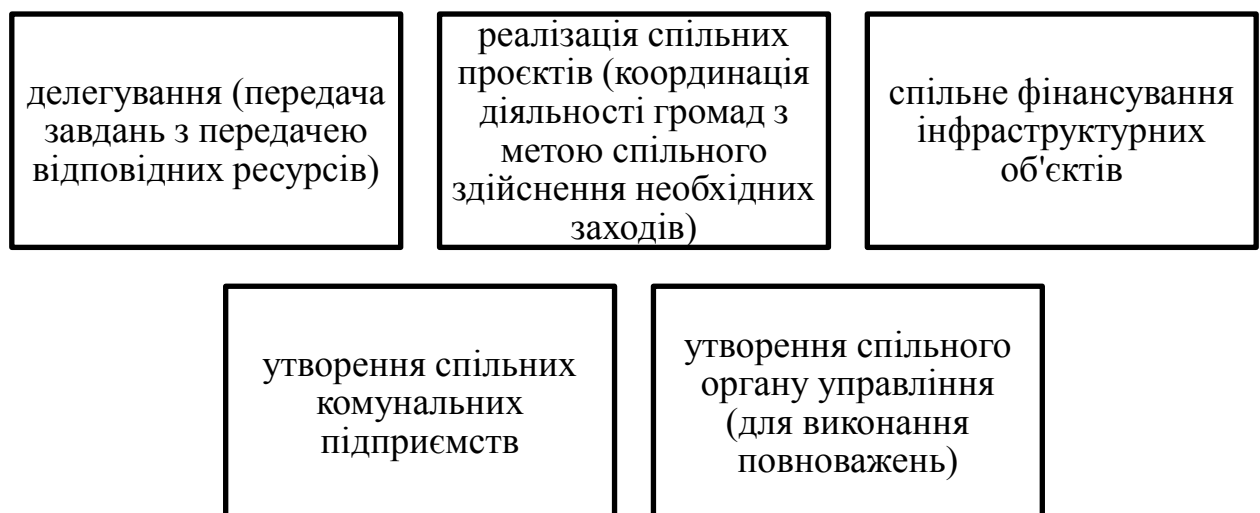 делегування (передача
завдань з передачею
відповідних ресурсів)
реалізація спільних
проєктів (координація
діяльності громад з
метою спільного
здійснення необхідних
заходів)
спільне фінансування
інфраструктурних
об'єктів
утворення спільних
комунальних
підприємств
утворення спільного
органу управління
(для виконання
повноважень)